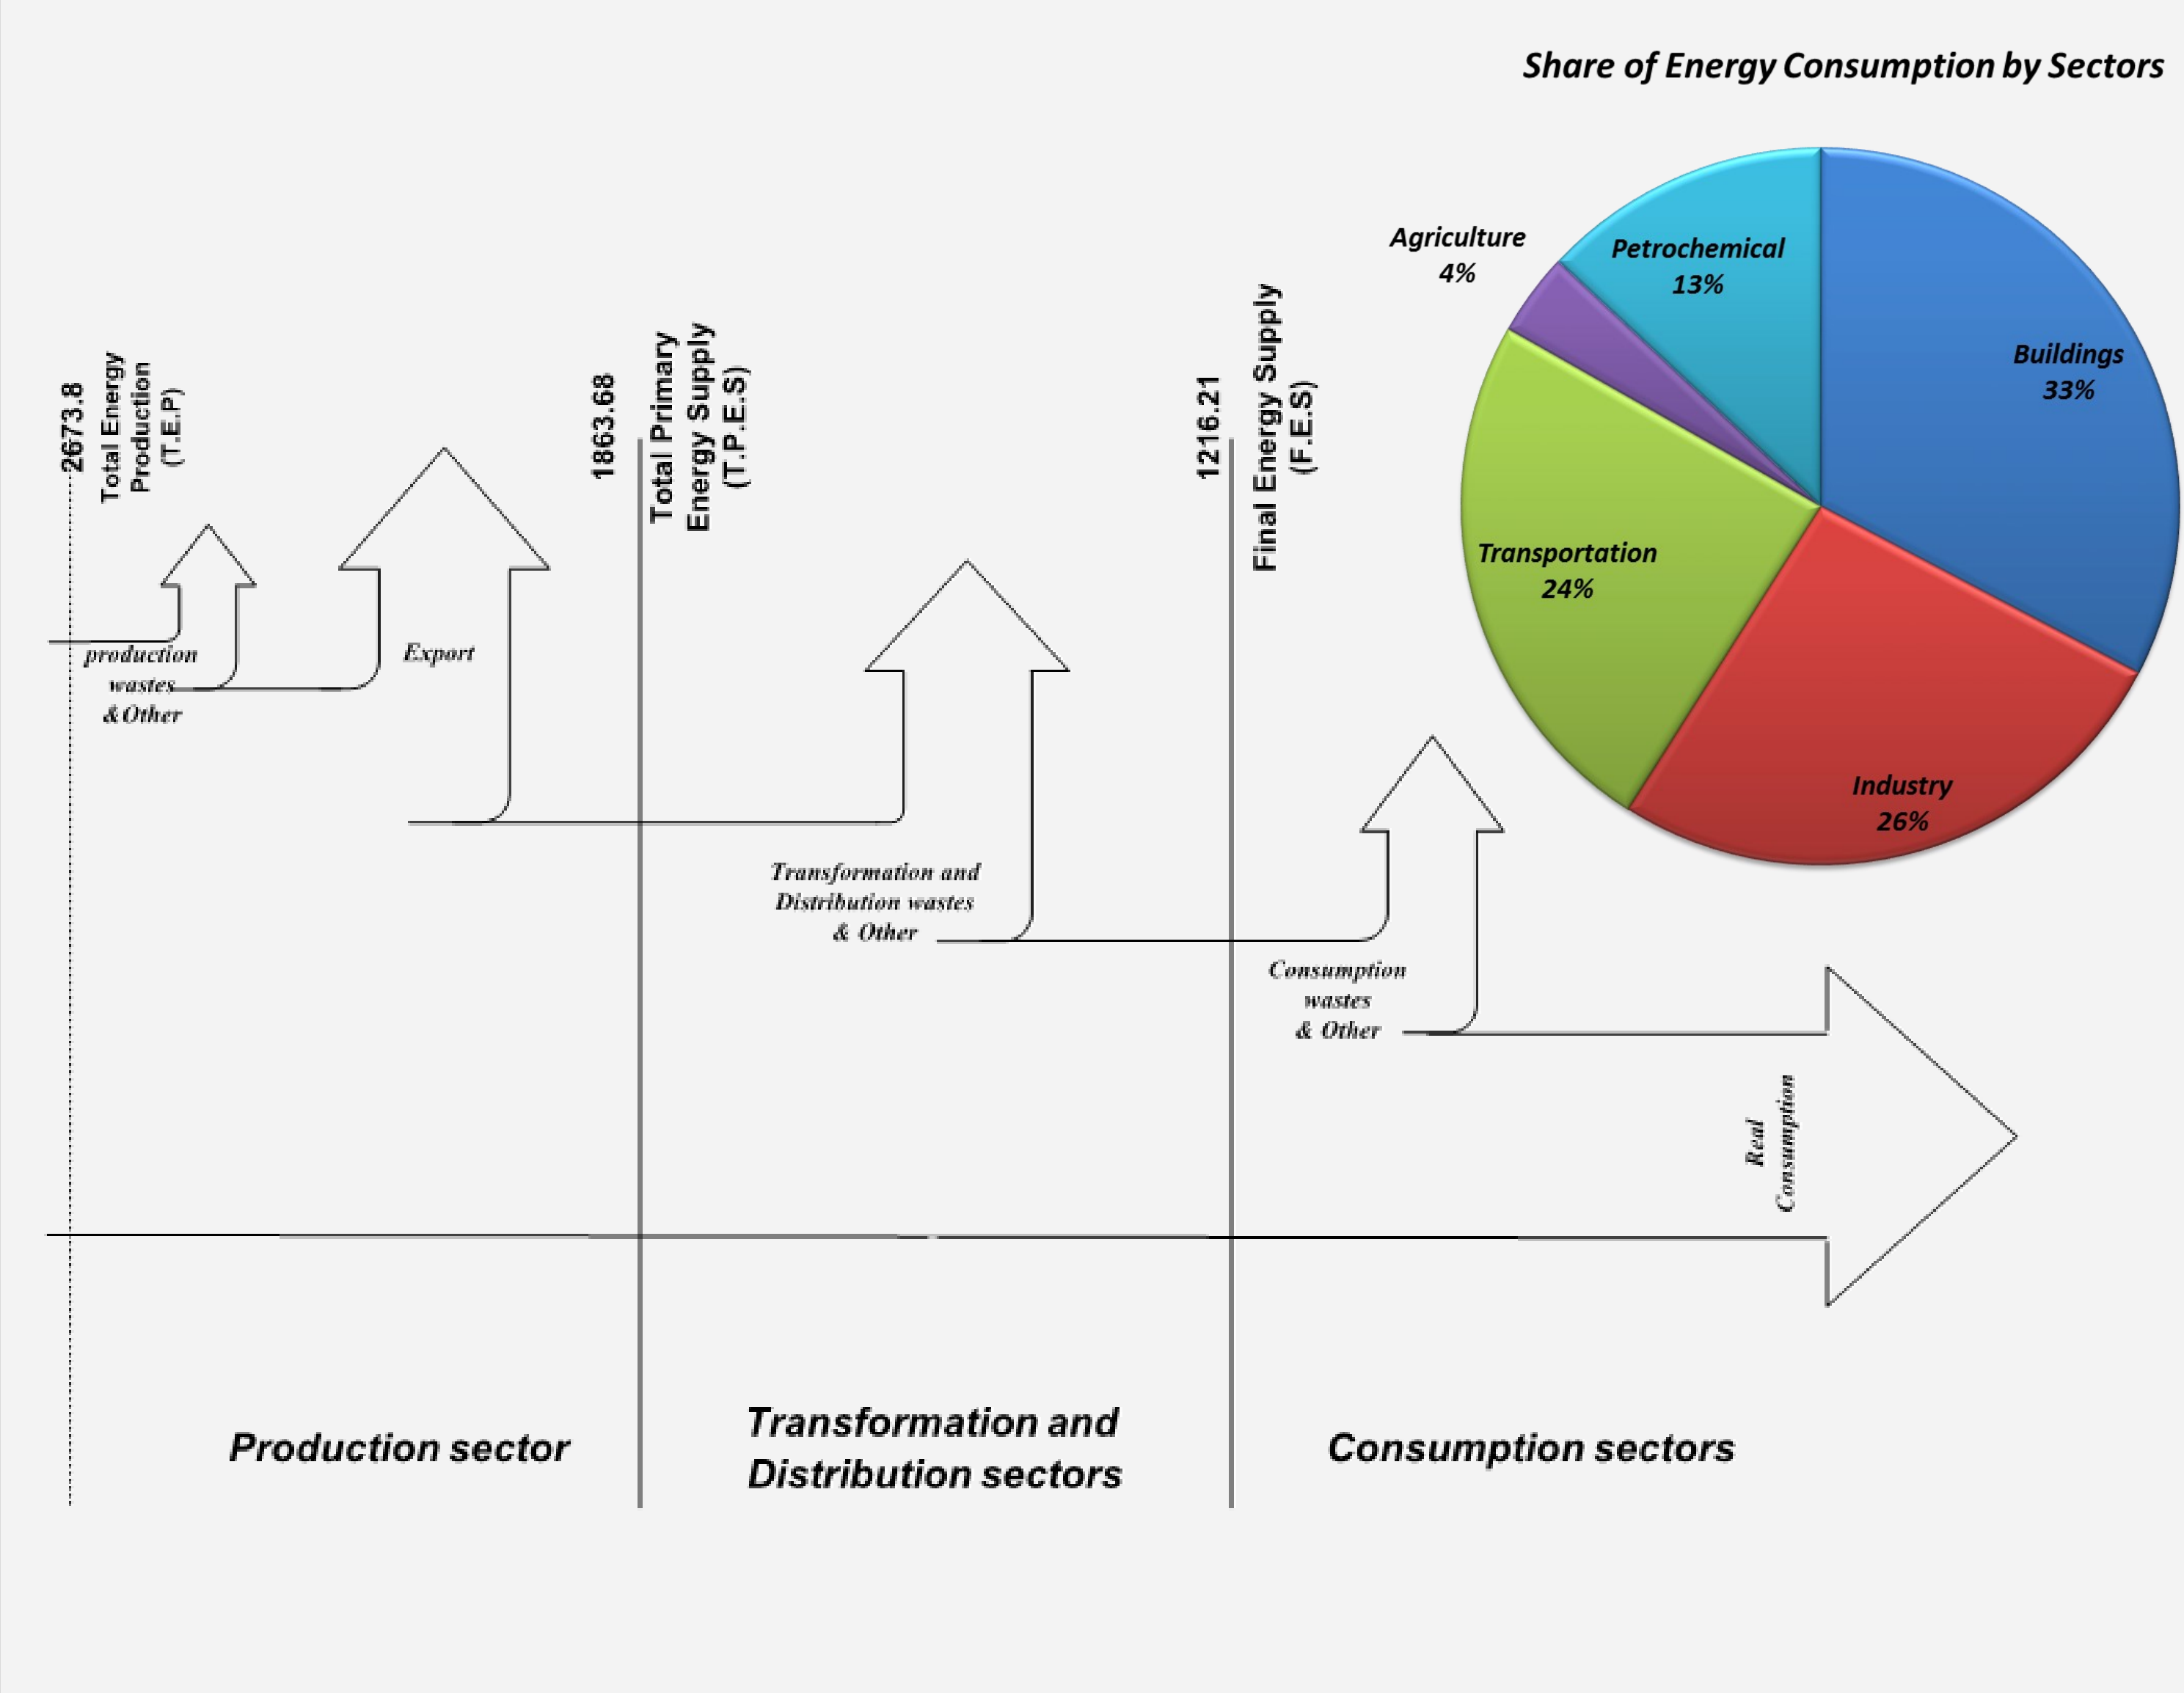 Share of Energy Consumption by Sectors
Agriculture
4%
Petrochemical
13%
Buildings
33%
Transportation
24%
Industry
26%
2673.8
Total Energy
Production
(T.E.P)
1863.68
Total Primary
Energy Supply
(T.P.E.S)
1216.21
Final Energy Supply
(F.E.S)
production
wastes
&Other
Export
Transformation and
Distribution wastes
& Other
Consumption
wastes
& Other
Real
Consumption
Production sector
Transformation and
Distribution sectors
Consumption sectors